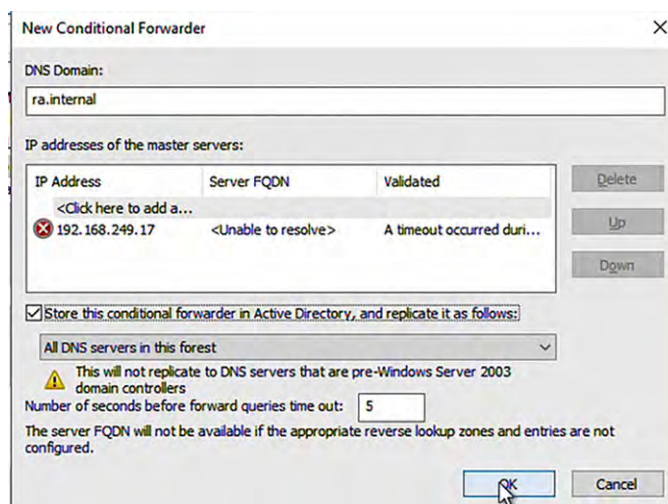 New Conditional Forwarder
DNS Domain:
ra.internal
IP addresses of the master servers:
IP Address Server FQDN Validated
<Click here to add a...
192.168.249.17 <Unable to resolve> A timeout occurred duri...
Delete
Up
Down
Store this conditional forwarder in Active Directory, and replicate it as follows:
All DNS servers in this forest
This will not replicate to DNS servers that are pre-Windows Server 2003
domain controllers
Number of seconds before forward queries time out: 5
The server FQDN will not be available if the appropriate reverse lookup zones and entries are not
configured.
OK Cancel